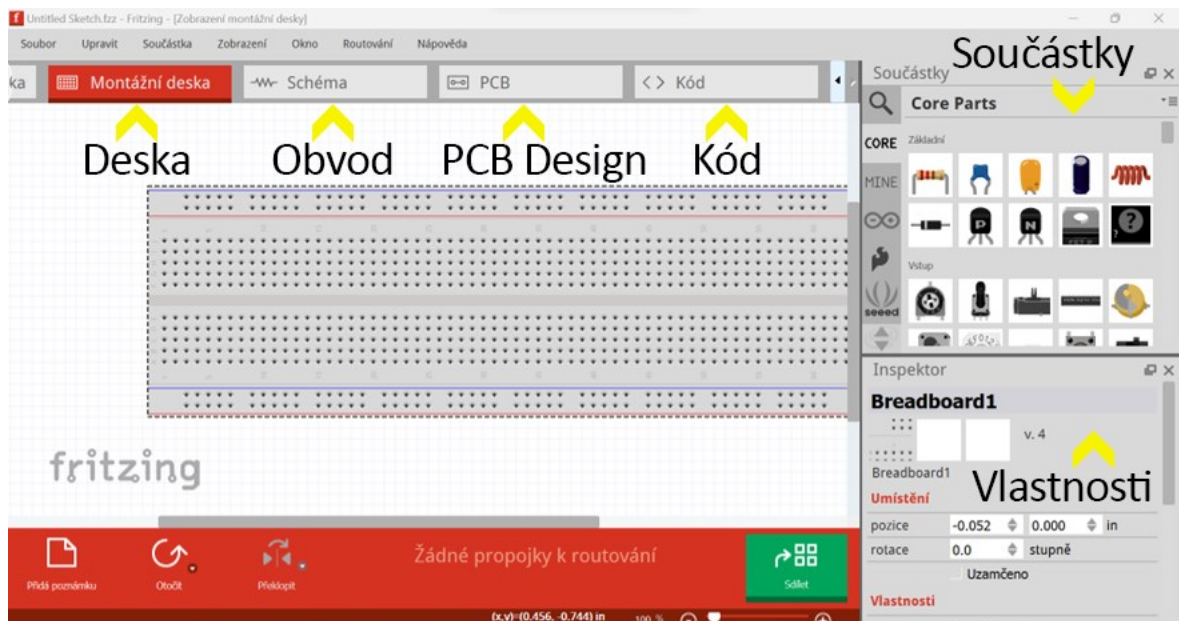 Untitled Sketch.fzz - Fritzing - [Zobrazení montážní desky]
Soubor Upravit Součástka Zobrazení Okno Routování Nápověda
ka Montážní deska Schéma PCB Kód
Deska Obvod PCB Design Kód
fritzing
Přidá poznámku Otočit Překlopit Žádné propojky k routování Sdílet
(x,y)=(0.456, -0.744) in 100 %
Součástky
Součástky
Core Parts
CORE Základní
MINE
Vstup
seeed
Inspektor
Breadboard1
v. 4
Breadboard1
Vlastnosti
Umístění
pozice -0.052 0.000 in
rotace 0.0 stupně
Uzamčeno
Vlastnosti